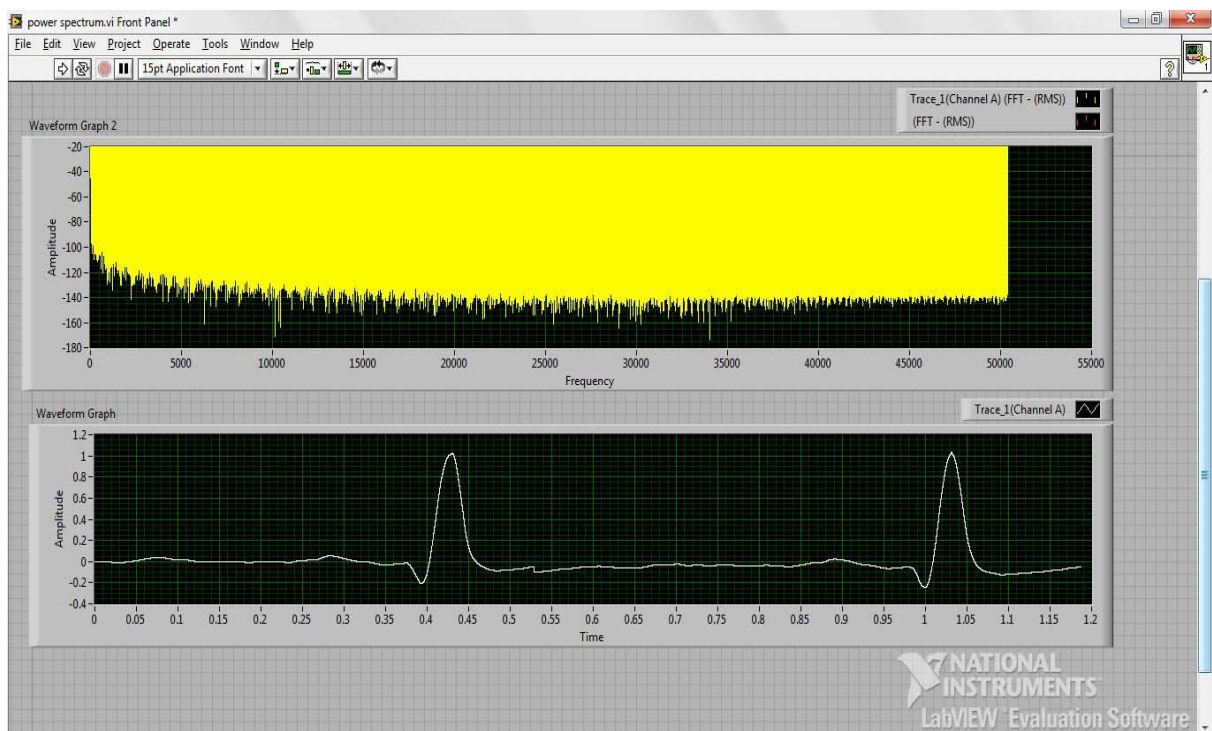 power spectrum.vi Front Panel *
File Edit View Project Operate Tools Window Help
15pt Application Font
1
Trace_1(Channel A) (FFT - (RMS))
(FFT - (RMS))
Waveform Graph 2
Amplitude
-20
-40
-60
-80
-100
-120
-140
-160
-180
0 5000 10000 15000 20000 25000 30000 35000 40000 45000 50000 55000
Frequency
Waveform Graph
Trace_1(Channel A)
Amplitude
1.2
1
0.8
0.6
0.4
0.2
0
-0.2
-0.4
0 0.05 0.1 0.15 0.2 0.25 0.3 0.35 0.4 0.45 0.5 0.55 0.6 0.65 0.7 0.75 0.8 0.85 0.9 0.95 1 1.05 1.1 1.15 1.2
Time
NATIONAL
INSTRUMENTS
LabVIEW™ Evaluation Software